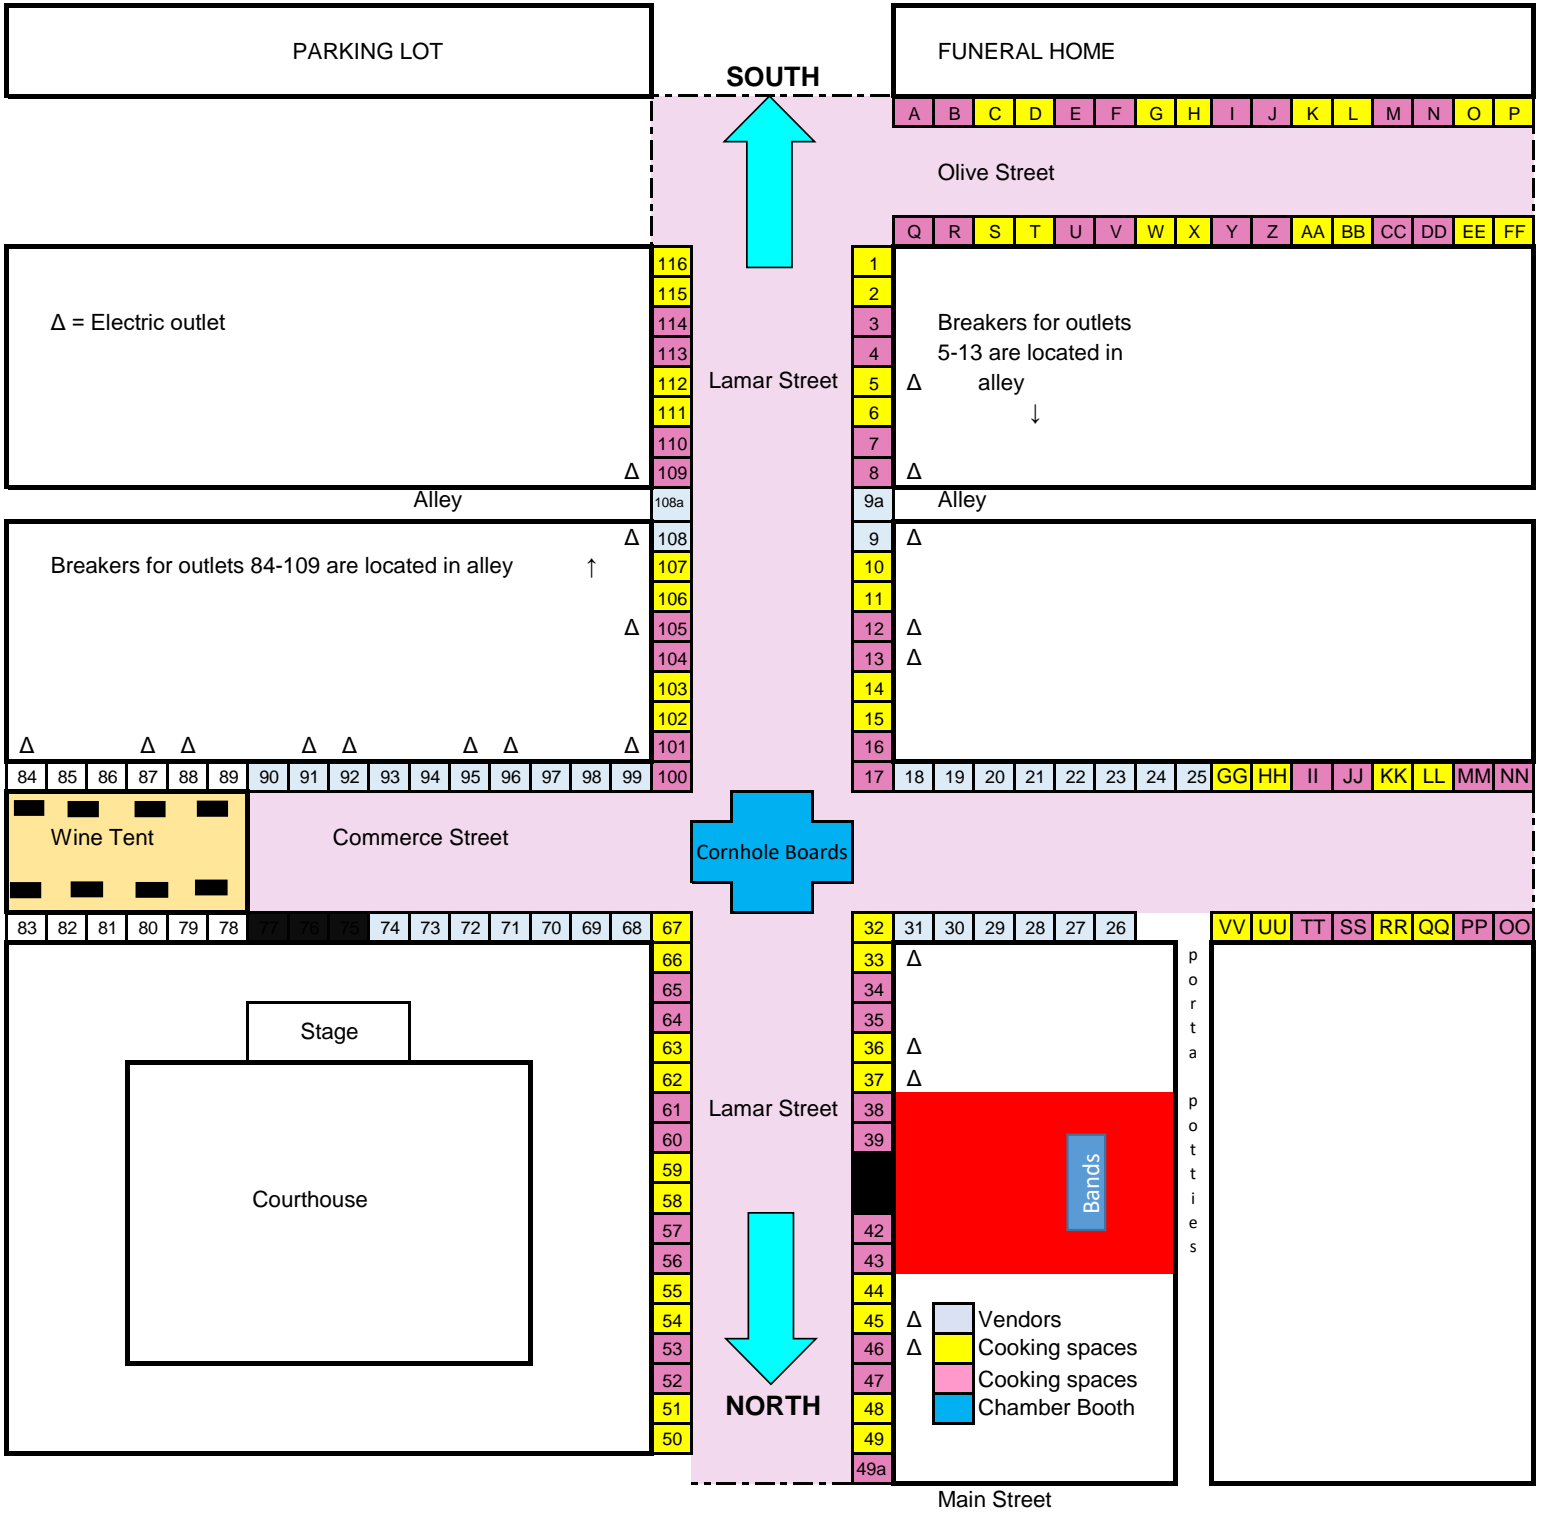 PARKING LOT
FUNERAL HOME
SOUTH
A B C D E F G H I J K L M N O P
Olive Street
Q R S T U V W X Y Z AA BB CC DD EE FF
116 1
115 2
Δ = Electric outlet 114 3 Breakers for outlets
113 4 5-13 are located in
112 Lamar Street 5 Δ alley
111 6 ↓
110 7
Δ 109 8 Δ
Alley 108a 9a Alley
Δ 108 9 Δ
Breakers for outlets 84-109 are located in alley ↑ 107 10
106 11
Δ 105 12 Δ
104 13 Δ
103 14
102 15
Δ Δ Δ Δ Δ Δ Δ Δ 101 16
84 85 86 87 88 89 90 91 92 93 94 95 96 97 98 99 100 17 18 19 20 21 22 23 24 25 GG HH II JJ KK LL MM NN
Wine Tent Commerce Street Cornhole Boards
83 82 81 80 79 78 77 76 75 74 73 72 71 70 69 68 67 32 31 30 29 28 27 26 VV UU TT SS RR QQ PP OO
66 33 Δ
65 34
64 35
Stage
63 36 Δ
62 37 Δ
61 Lamar Street 38
60 39
59
Courthouse 58
57 42
56 43
Bands
porta potties
55 44
54 45 Δ Vendors
53 46 Δ Cooking spaces
52 47 Cooking spaces
51 NORTH 48 Chamber Booth
50 49
49a
Main Street